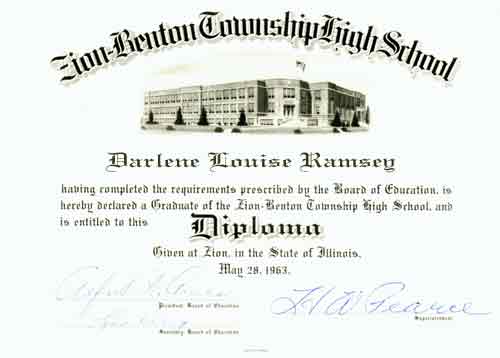 Zion-Benton Township High School
Darlene Louise Ramsey
having completed the requirements prescribed by the Board of Education, is
hereby declared a Graduate of the Zion-Benton Township High School, and
is entitled to this Diploma
Given at Zion, in the State of Illinois,
May 28, 1963.
President Board of Education
H W Pearce
Superintendent
Secretary Board of Education